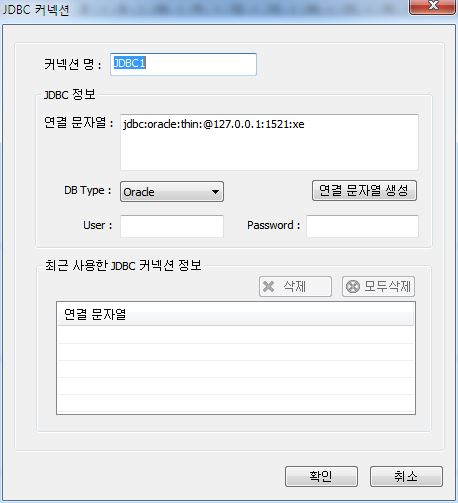 JDBC 커넥션
커넥션 명 : JDBC1
JDBC 정보
연결 문자열 : jdbc:oracle:thin:@127.0.0.1:1521:xe
DB Type : Oracle 연결 문자열 생성
User : Password :
최근 사용한 JDBC 커넥션 정보
삭제 모두삭제
연결 문자열
확인 취소